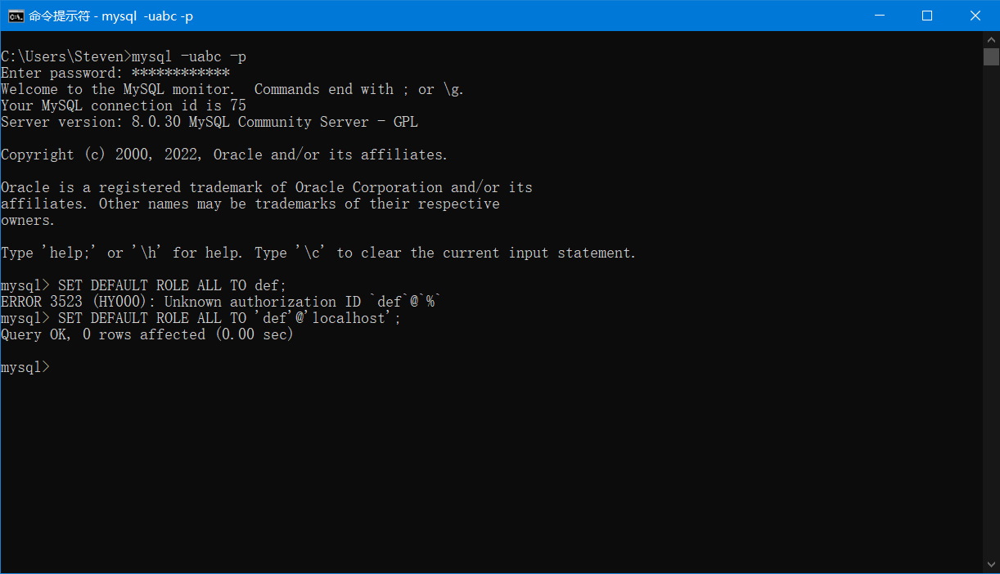 命令提示符 - mysql  -uabc -p
C:\Users\Steven>mysql -uabc -p
Enter password: ************
Welcome to the MySQL monitor.  Commands end with ; or \g.
Your MySQL connection id is 75
Server version: 8.0.30 MySQL Community Server - GPL
Copyright (c) 2000, 2022, Oracle and/or its affiliates.
Oracle is a registered trademark of Oracle Corporation and/or its
affiliates. Other names may be trademarks of their respective
owners.
Type 'help;' or '\h' for help. Type '\c' to clear the current input statement.
mysql> SET DEFAULT ROLE ALL TO def;
ERROR 3523 (HY000): Unknown authorization ID `def`@`%`
mysql> SET DEFAULT ROLE ALL TO 'def'@'localhost';
Query OK, 0 rows affected (0.00 sec)
mysql>